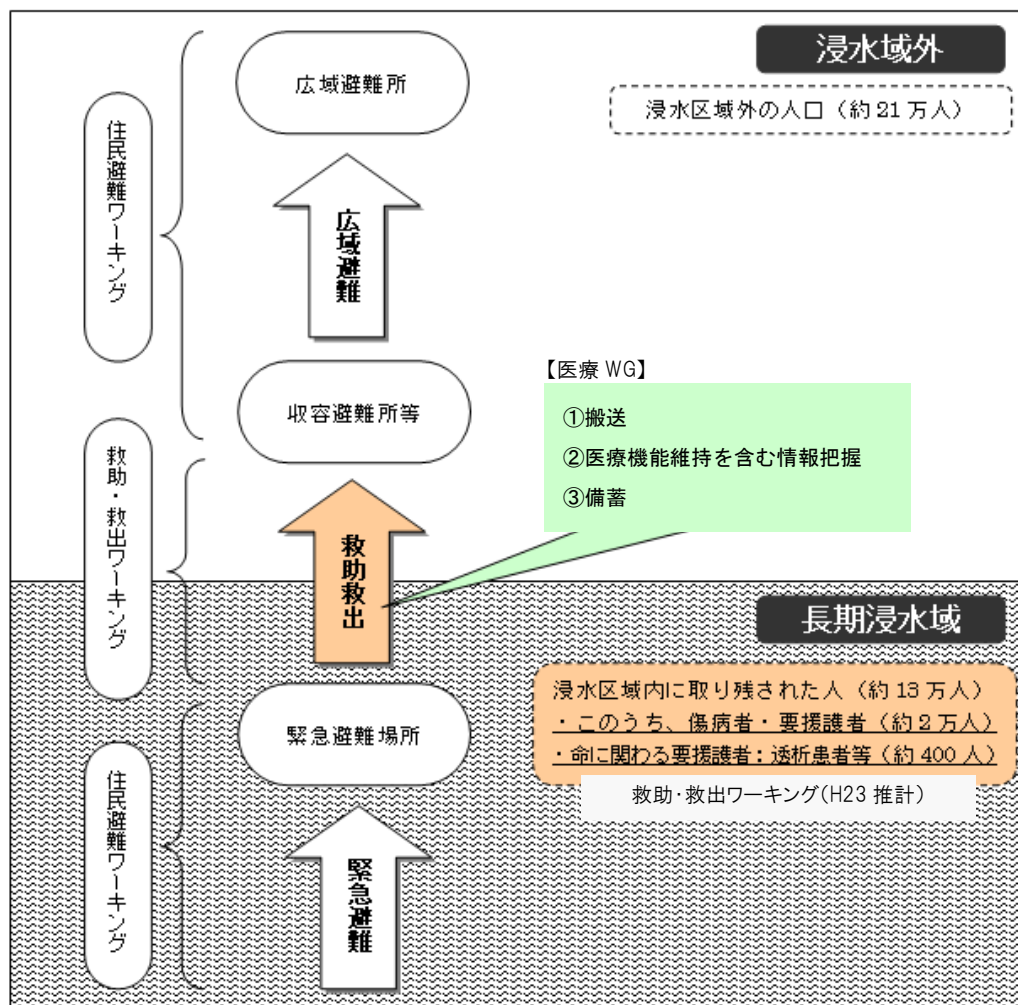 浸水域外
浸水区域外の人口（約21万人）
広域避難所
住民避難ワーキング
広域避難
収容避難所等
【医療 WG】
①搬送
②医療機能維持を含む情報把握
③備蓄
救助・救出ワーキング
救助救出
長期浸水域
浸水区域内に取り残された人（約13万人）
・このうち、傷病者・要援護者（約2万人）
・命に関わる要援護者：透析患者等（約400人）
救助・救出ワーキング（H23 推計）
緊急避難場所
住民避難ワーキング
緊急避難